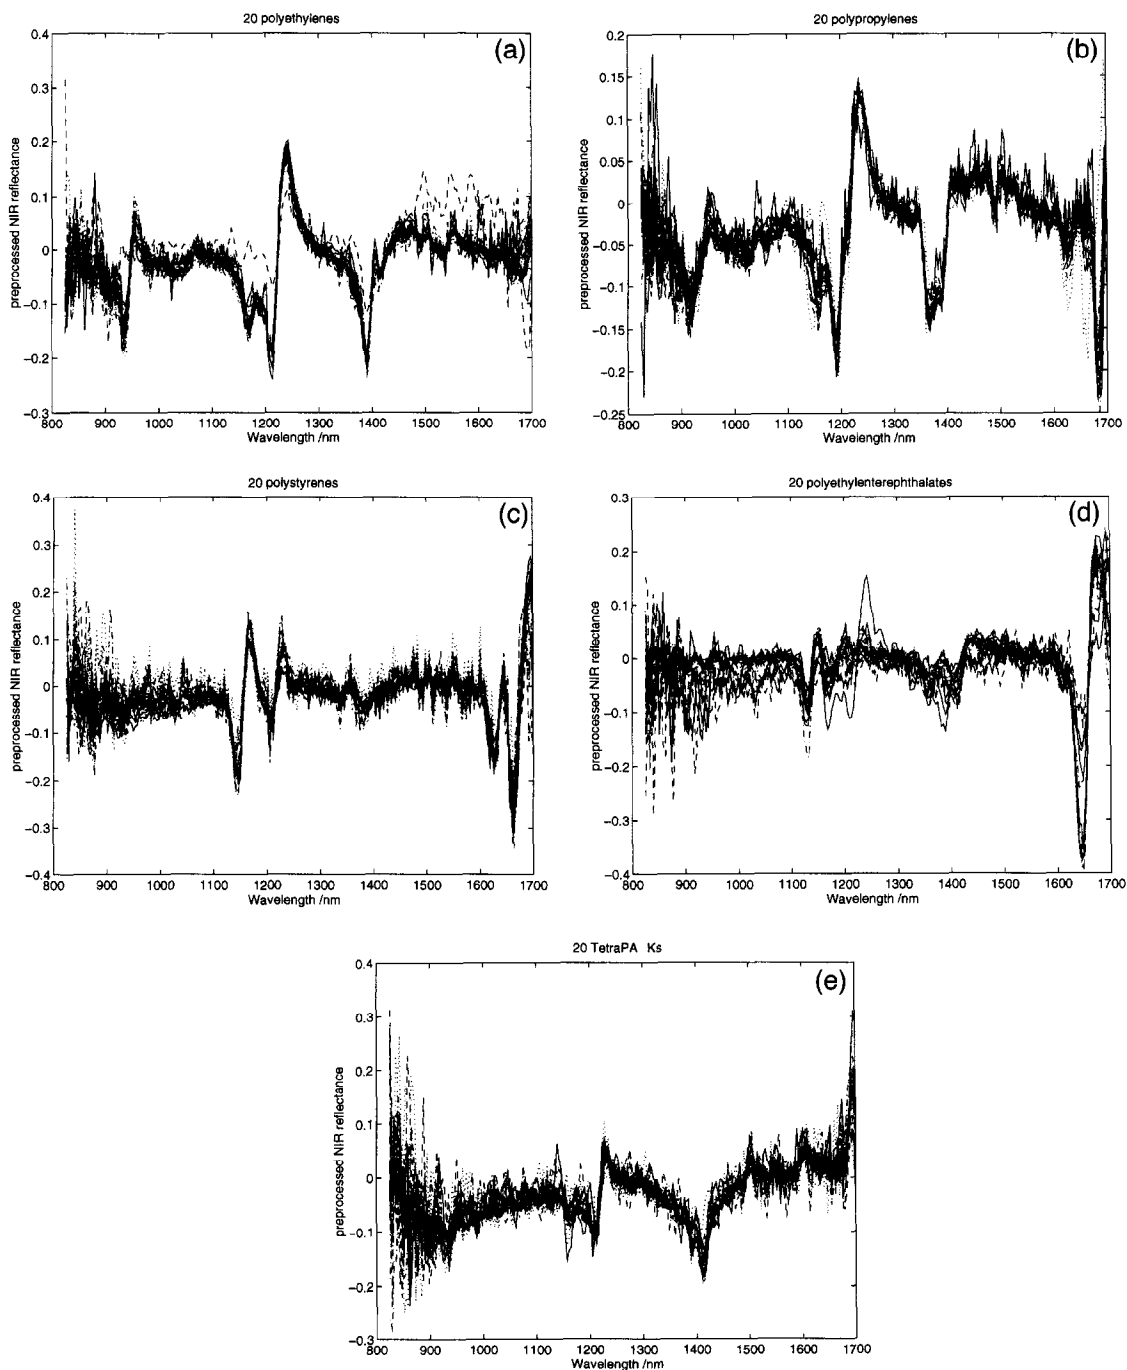 20 polyethylenes
(a)
preprocessed NIR reflectance
0.4
0.3
0.2
0.1
0
−0.1
−0.2
−0.3
800 900 1000 1100 1200 1300 1400 1500 1600 1700
Wavelength /nm
20 polypropylenes
(b)
preprocessed NIR reflectance
0.2
0.15
0.1
0.05
0
−0.05
−0.1
−0.15
−0.2
−0.25
800 900 1000 1100 1200 1300 1400 1500 1600 1700
Wavelength /nm
20 polystyrenes
(c)
preprocessed NIR reflectance
0.4
0.3
0.2
0.1
0
−0.1
−0.2
−0.3
−0.4
800 900 1000 1100 1200 1300 1400 1500 1600 1700
Wavelength /nm
20 polyethylenterephthalates
(d)
preprocessed NIR reflectance
0.3
0.2
0.1
0
−0.1
−0.2
−0.3
−0.4
800 900 1000 1100 1200 1300 1400 1500 1600 1700
Wavelength /nm
20 TetraPA Ks
(e)
preprocessed NIR reflectance
0.4
0.3
0.2
0.1
0
−0.1
−0.2
−0.3
800 900 1000 1100 1200 1300 1400 1500 1600 1700
Wavelength /nm